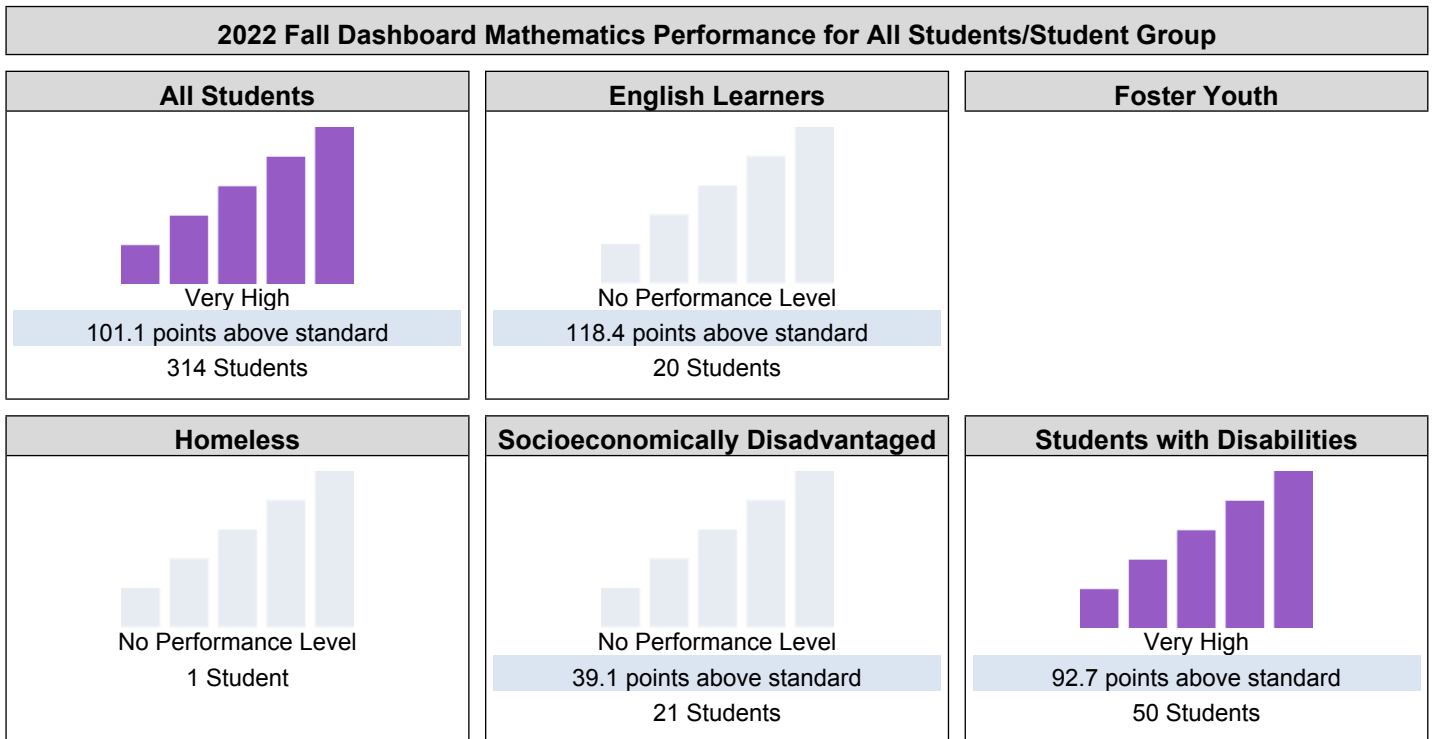 2022 Fall Dashboard Mathematics Performance for All Students/Student Group
All Students
Very High
101.1 points above standard
314 Students
English Learners
No Performance Level
118.4 points above standard
20 Students
Foster Youth
Homeless
No Performance Level
1 Student
Socioeconomically Disadvantaged
No Performance Level
39.1 points above standard
21 Students
Students with Disabilities
Very High
92.7 points above standard
50 Students